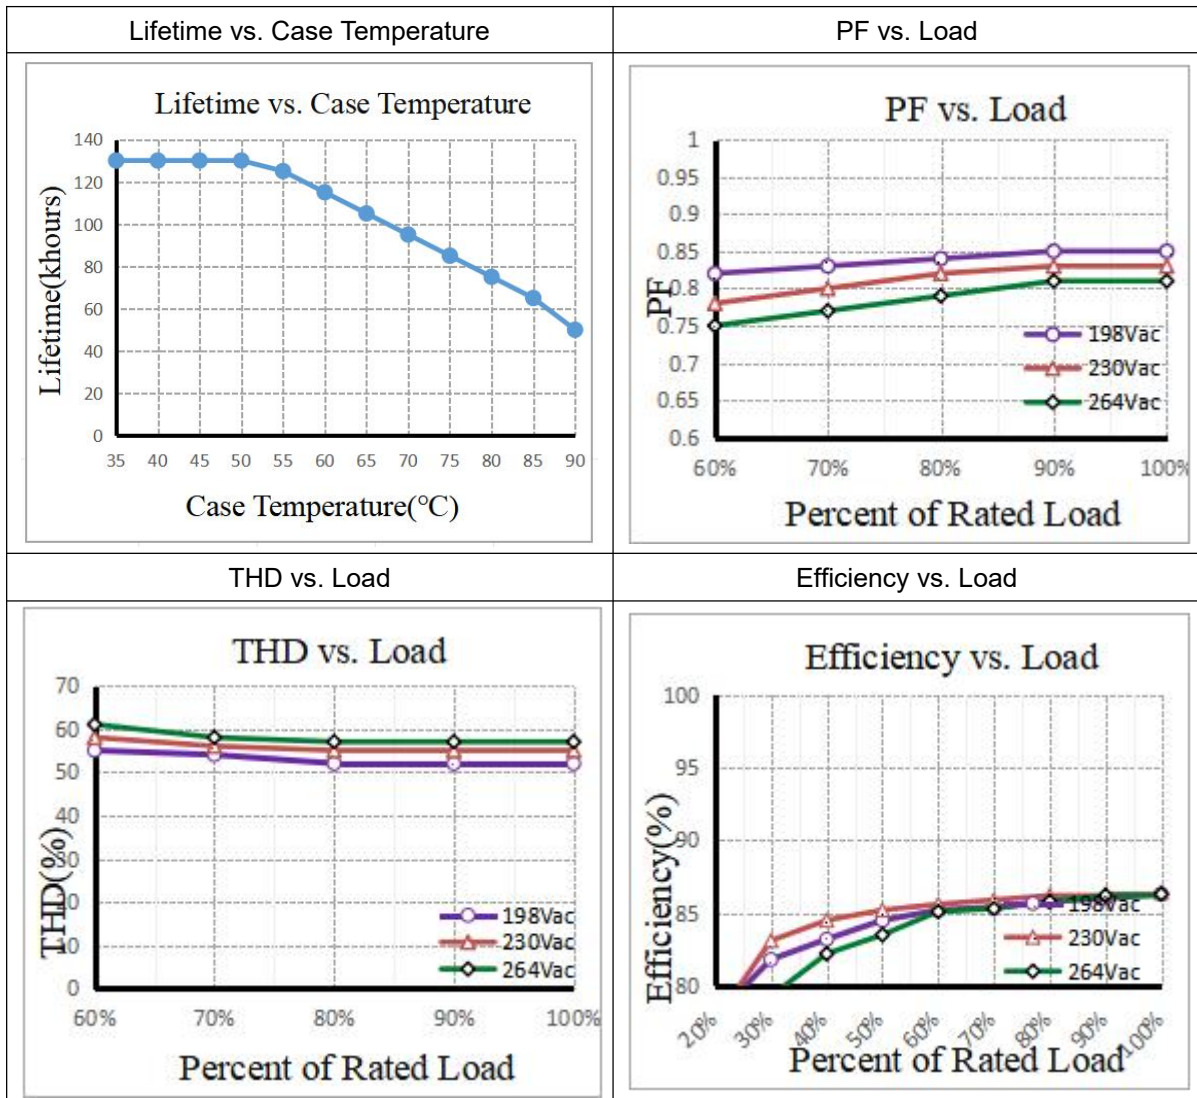 Lifetime vs. Case Temperature
PF vs. Load
Lifetime vs. Case Temperature
140
120
100
80
60
40
20
0
Lifetime(khours)
35 40 45 50 55 60 65 70 75 80 85 90
Case Temperature(°C)
PF vs. Load
1
0.95
0.9
0.85
0.8
0.75
0.7
0.65
0.6
PF
198Vac
230Vac
264Vac
60% 70% 80% 90% 100%
Percent of Rated Load
THD vs. Load
Efficiency vs. Load
THD vs. Load
70
60
50
40
30
20
10
0
THD(%)
198Vac
230Vac
264Vac
60% 70% 80% 90% 100%
Percent of Rated Load
Efficiency vs. Load
100
95
90
85
80
Efficiency(%)
198Vac
230Vac
264Vac
20% 30% 40% 50% 60% 70% 80% 90% 100%
Percent of Rated Load